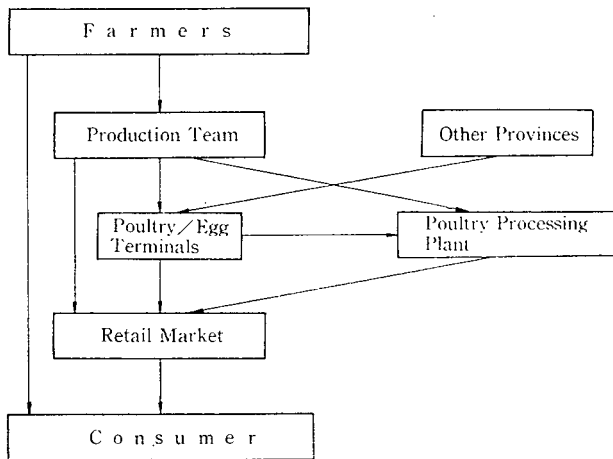 Farmers
Production Team
Other Provinces
Poultry/Egg
Terminals
Poultry Processing
Plant
Retail Market
Consumer